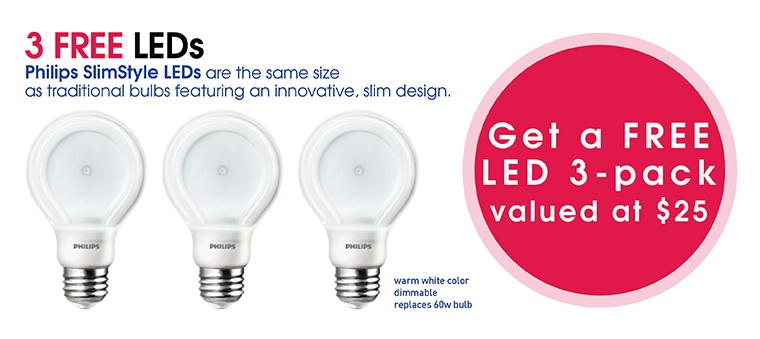 3 FREE LEDs
Philips SlimStyle LEDs are the same size
as traditional bulbs featuring an innovative, slim design.
PHILIPS
PHILIPS
PHILIPS
warm white color
dimmable
replaces 60w bulb
Get a FREE
LED 3-pack
valued at $25